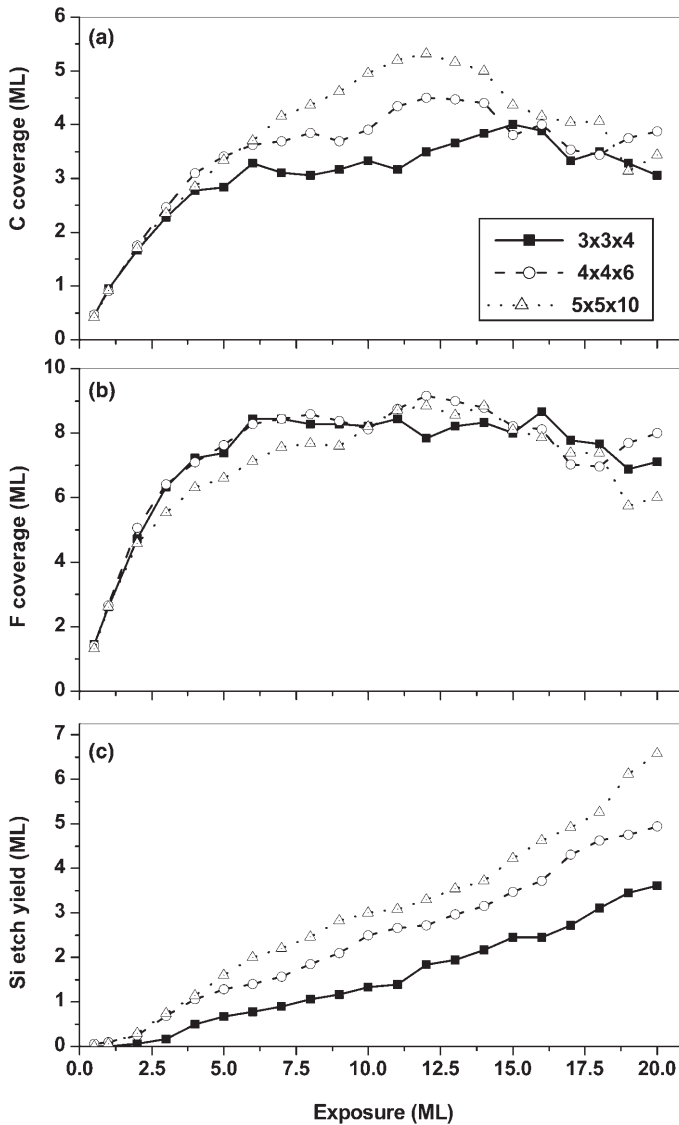 (a)
C coverage (ML)
6
5
4
3
2
1
0
3x3x4
4x4x6
5x5x10
(b)
F coverage (ML)
10
8
6
4
2
0
(c)
Si etch yield (ML)
7
6
5
4
3
2
1
0
0.0 2.5 5.0 7.5 10.0 12.5 15.0 17.5 20.0
Exposure (ML)